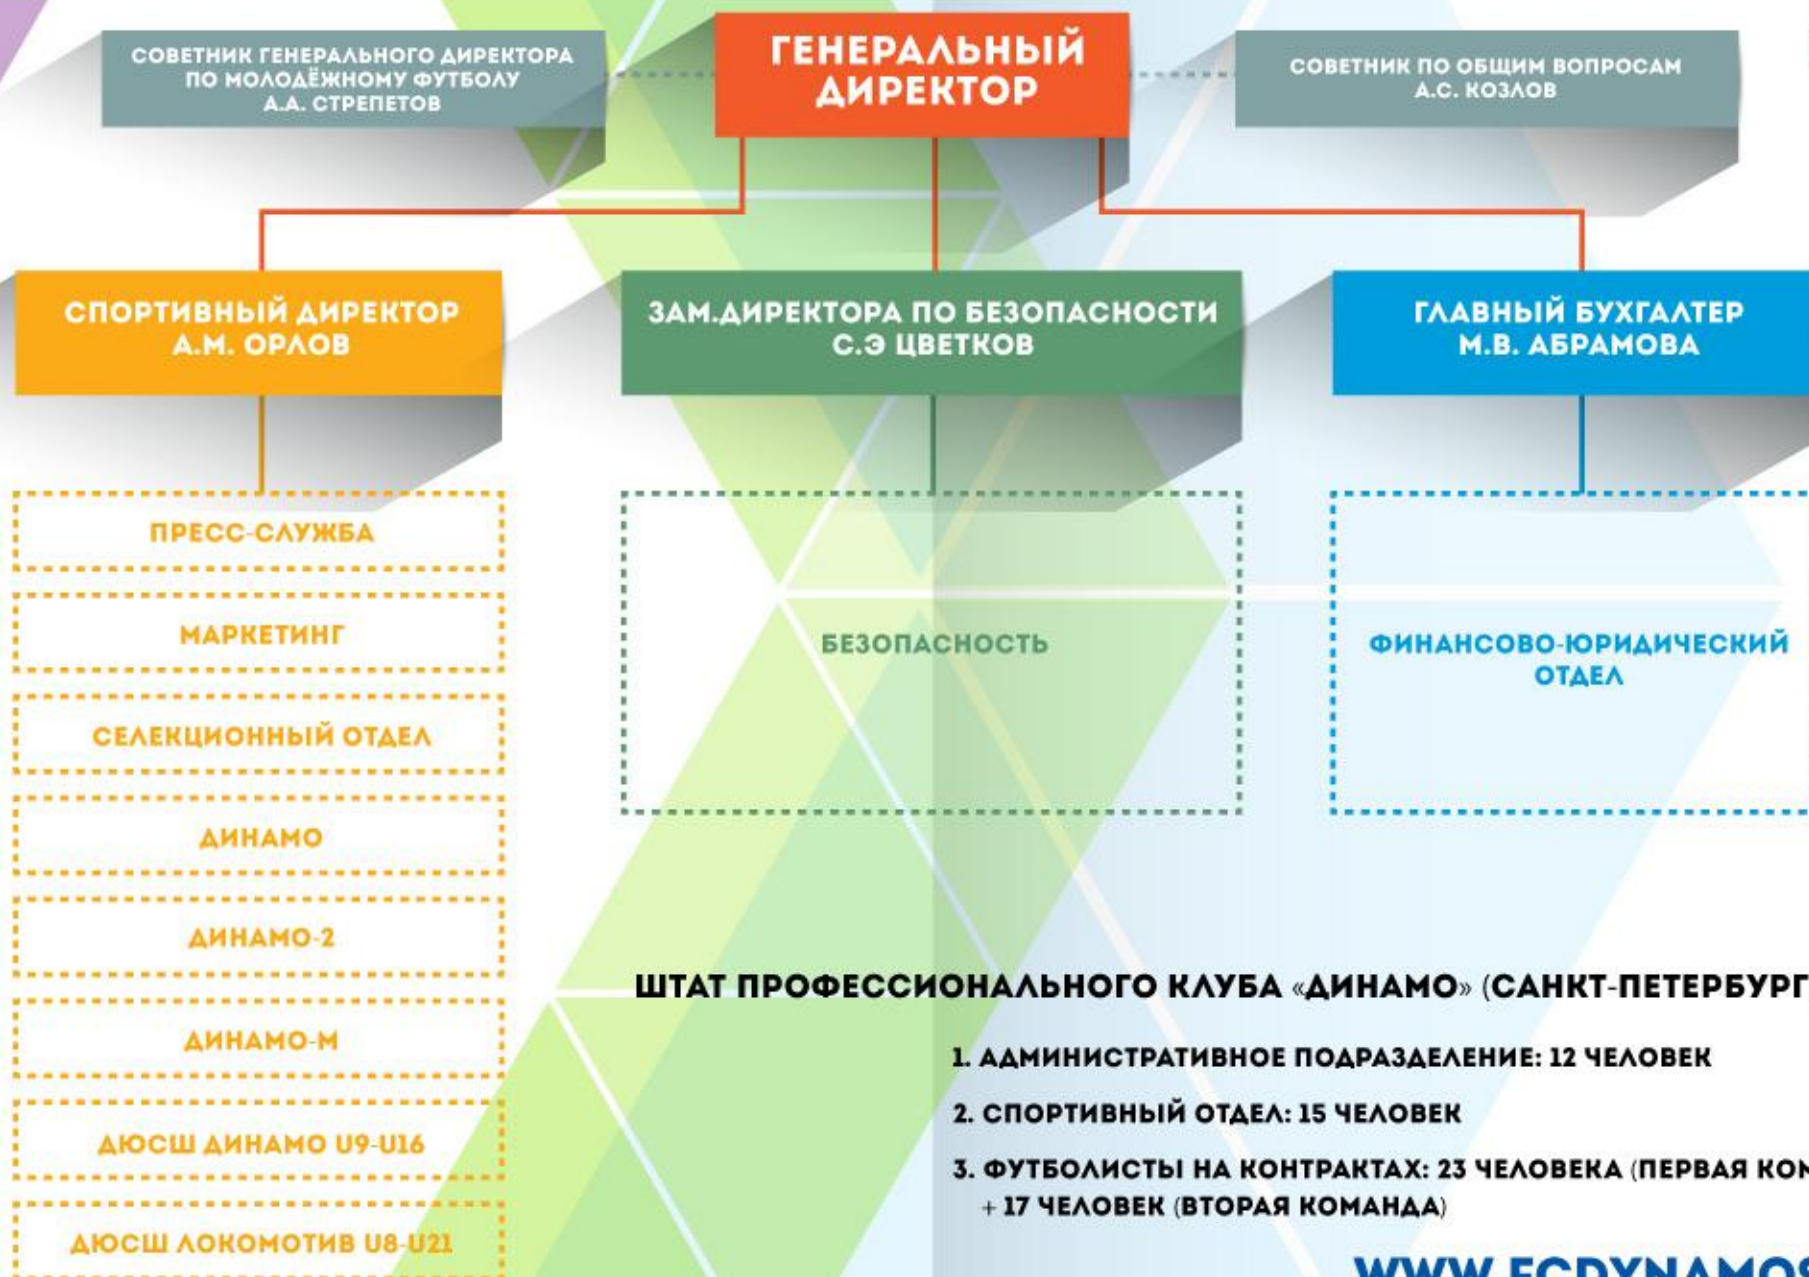 СОВЕТНИК ГЕНЕРАЛЬНОГО ДИРЕКТОРА
ПО МОЛОДЁЖНОМУ ФУТБОЛУ
А.А. СТРЕПЕТОВ
ГЕНЕРАЛЬНЫЙ
ДИРЕКТОР
СОВЕТНИК ПО ОБЩИМ ВОПРОСАМ
А.С. КОЗЛОВ
СПОРТИВНЫЙ ДИРЕКТОР
А.М. ОРЛОВ
ЗАМ.ДИРЕКТОРА ПО БЕЗОПАСНОСТИ
С.Э ЦВЕТКОВ
ГЛАВНЫЙ БУХГАЛТЕР
М.В. АБРАМОВА
ПРЕСС-СЛУЖБА
МАРКЕТИНГ
СЕЛЕКЦИОННЫЙ ОТДЕЛ
ДИНАМО
ДИНАМО-2
ДИНАМО-М
ДЮСШ ДИНАМО U9-U16
ДЮСШ ЛОКОМОТИВ U8-U21
БЕЗОПАСНОСТЬ
ФИНАНСОВО-ЮРИДИЧЕСКИЙ
ОТДЕЛ
ШТАТ ПРОФЕССИОНАЛЬНОГО КЛУБА «ДИНАМО» (САНКТ-ПЕТЕРБУРГ
1. АДМИНИСТРАТИВНОЕ ПОДРАЗДЕЛЕНИЕ: 12 ЧЕЛОВЕК
2. СПОРТИВНЫЙ ОТДЕЛ: 15 ЧЕЛОВЕК
3. ФУТБОЛИСТЫ НА КОНТРАКТАХ: 23 ЧЕЛОВЕКА (ПЕРВАЯ
+ 17 ЧЕЛОВЕК (ВТОРАЯ КОМАНДА)